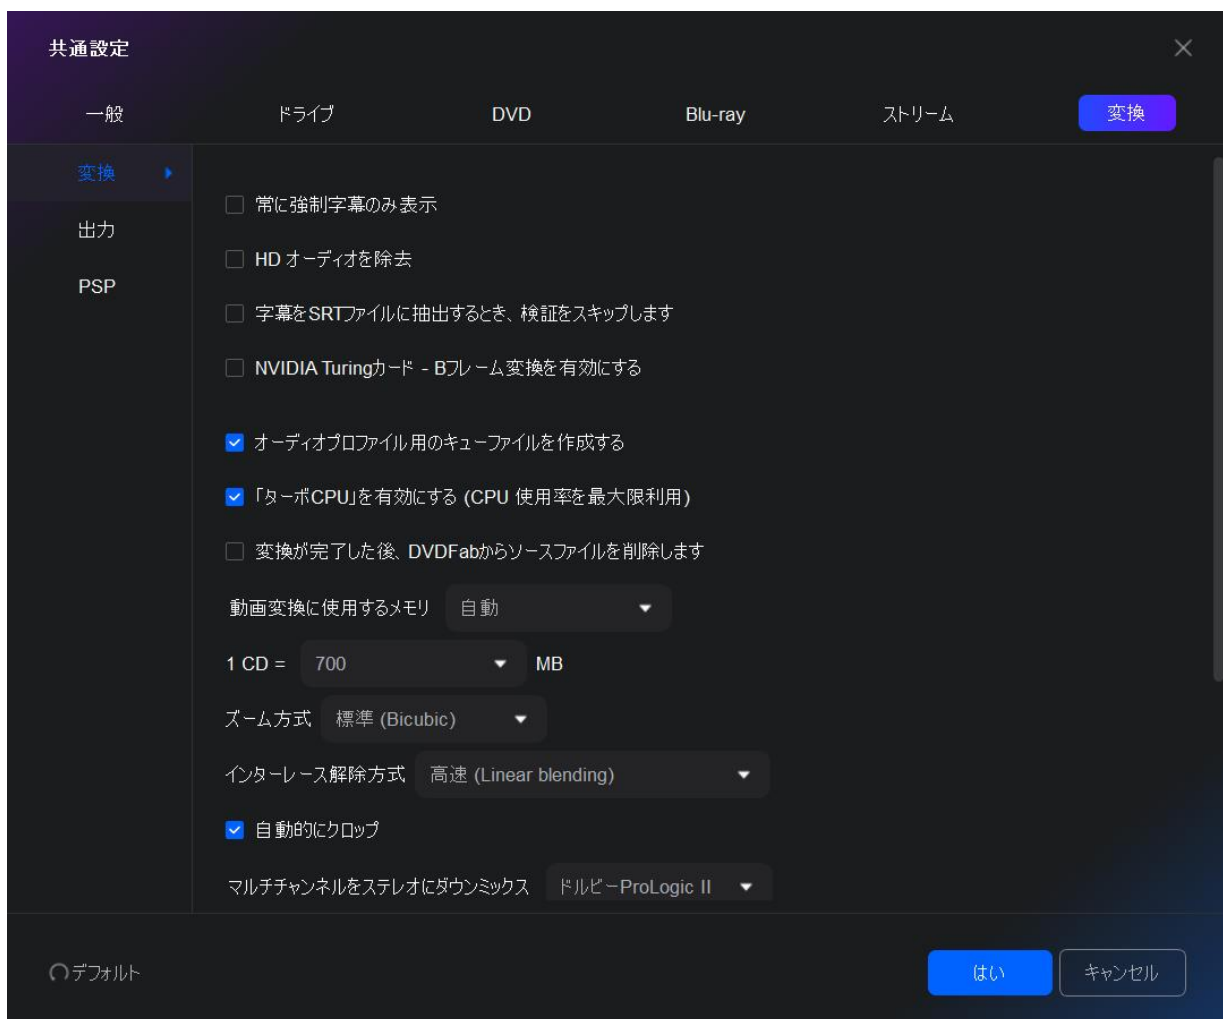 共通設定
一般 ドライブ DVD Blu-ray ストリーム 変換
変換
出力
PSP
常に強制字幕のみ表示
HD オーディオを除去
字幕をSRTファイルに抽出するとき、検証をスキップします
NVIDIA Turingカード - Bフレーム変換を有効にする
オーディオプロファイル用のキューファイルを作成する
「ターボCPU」を有効にする (CPU 使用率を最大限利用)
変換が完了した後、DVDFabからソースファイルを削除します
動画変換に使用するメモリ 自動
1 CD = 700 MB
ズーム方式 標準 (Bicubic)
インターレース解除方式 高速 (Linear blending)
自動的にクロップ
マルチチャンネルをステレオにダウンミックス ドルビーProLogic II
デフォルト はい キャンセル